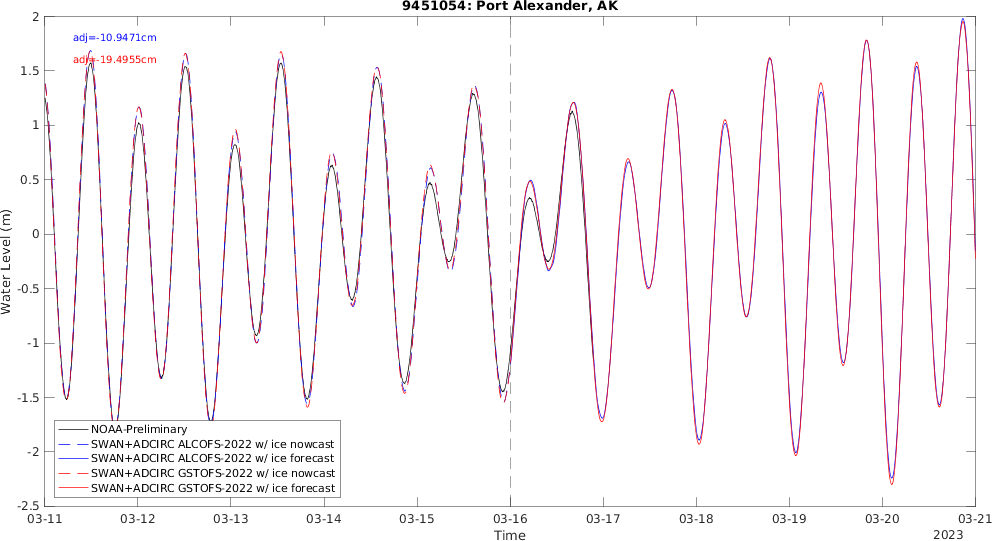 9451054: Port Alexander, AK
adj=-10.9471cm
adj=-19.4955cm
Water Level (m)
2
1.5
1
0.5
0
-0.5
-1
-1.5
-2
-2.5
NOAA-Preliminary
SWAN+ADCIRC ALCOFS-2022 w/ ice nowcast
SWAN+ADCIRC ALCOFS-2022 w/ ice forecast
SWAN+ADCIRC GSTOFS-2022 w/ ice nowcast
SWAN+ADCIRC GSTOFS-2022 w/ ice forecast
03-11 03-12 03-13 03-14 03-15 03-16 03-17 03-18 03-19 03-20 03-21
Time
2023